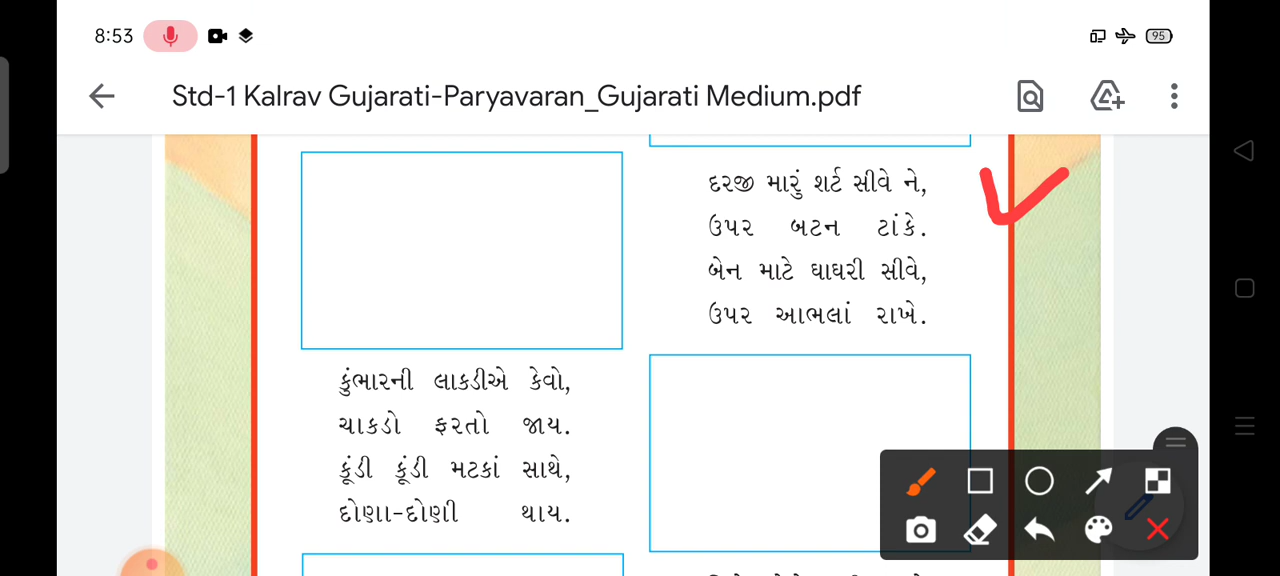 8:53
95
Std-1 Kalrav Gujarati-Paryavaran_Gujarati Medium.pdf
દરજી મારું શર્ટ સીવે ને,
ઉપર બટન ટાંકે.
બેન માટે ઘાઘરી સીવે,
ઉપર આભલાં રાખે.
કુંભારની લાકડીએ કેવો,
ચાકડો ફરતો જાય.
કૂંડી કૂંડી મટકાં સાથે,
દોણા-દોણી થાય.